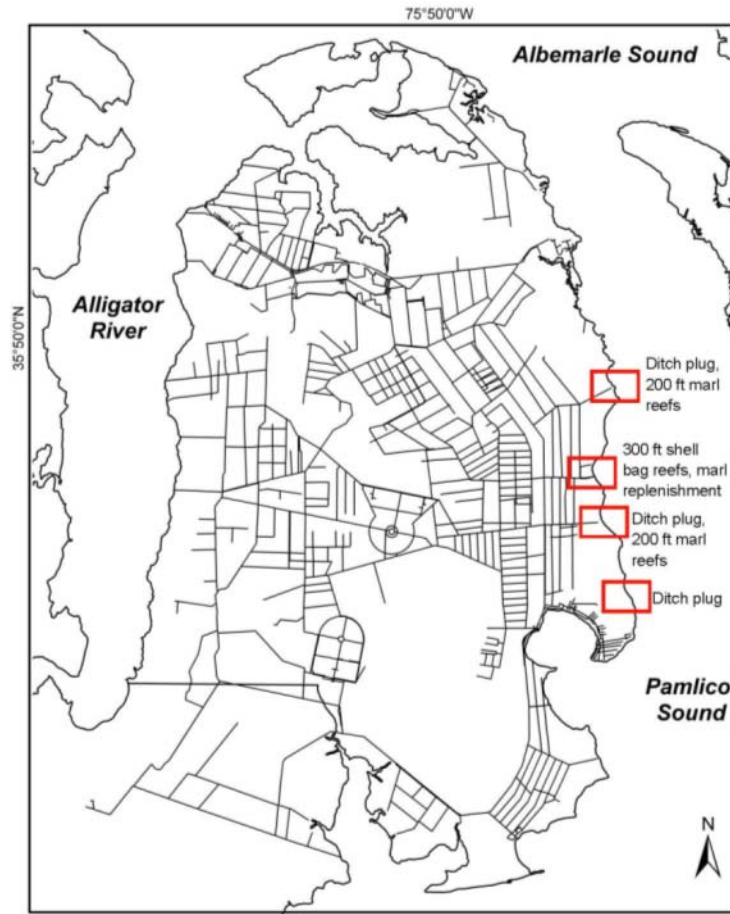 75°50'0"W
Albemarle Sound
Alligator
River
35°50'0"N
Ditch plug,
200 ft marl
reefs
300 ft shell
bag reefs, marl
replenishment
Ditch plug,
200 ft marl
reefs
Ditch plug
Pamlico
Sound
N